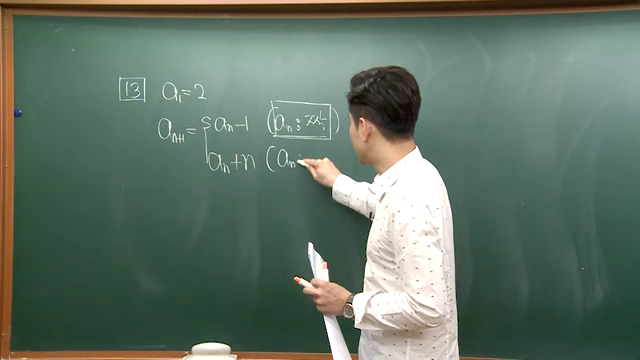 13 a₁=2
aₙ₊₁= { aₙ-1 (aₙ ; 짝수)
aₙ+n (aₙ